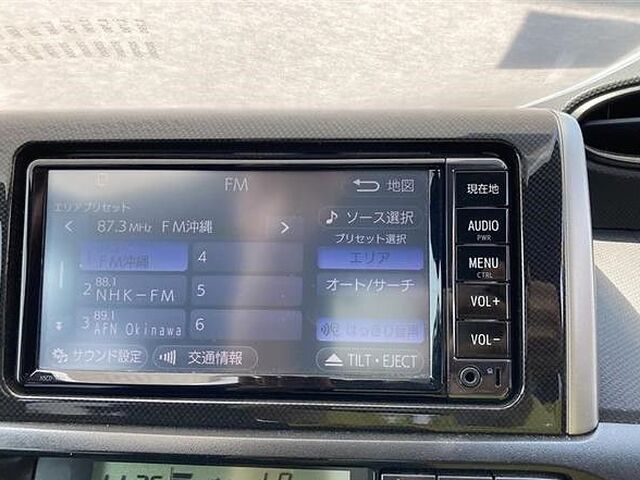 FM
地図
エリアプリセット
87.3 MHz FM沖縄
ソース選択
プリセット選択
1 FM沖縄
4
エリア
2 88.1
NHK-FM
5
オート/サーチ
3 89.1
AFN Okinawa
6
はっきり音声
サウンド設定
交通情報
TILT・EJECT
現在地
AUDIO
PWR
MENU
CTRL
VOL+
VOL-